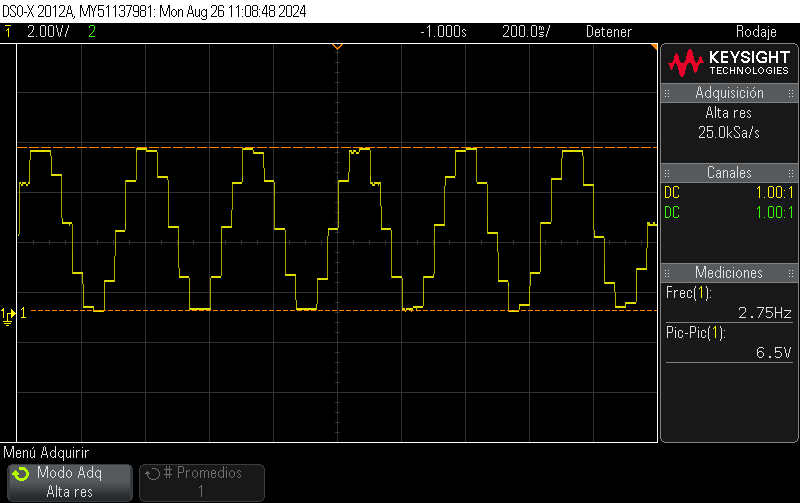 DSO-X 2012A, MY51137981: Mon Aug 26 11:08:48 2024
1 2.00V/ 2 -1.000s 200.0ms/ Detener Rodaje
KEYSIGHT
TECHNOLOGIES
Adquisición
Alta res
25.0kSa/s
Canales
DC 1.00:1
DC 1.00:1
Mediciones
Frec(1):
2.75Hz
Pic-Pic(1):
6.5V
1 1
Menú Adquirir
Modo Adq
Alta res
# Promedios
1